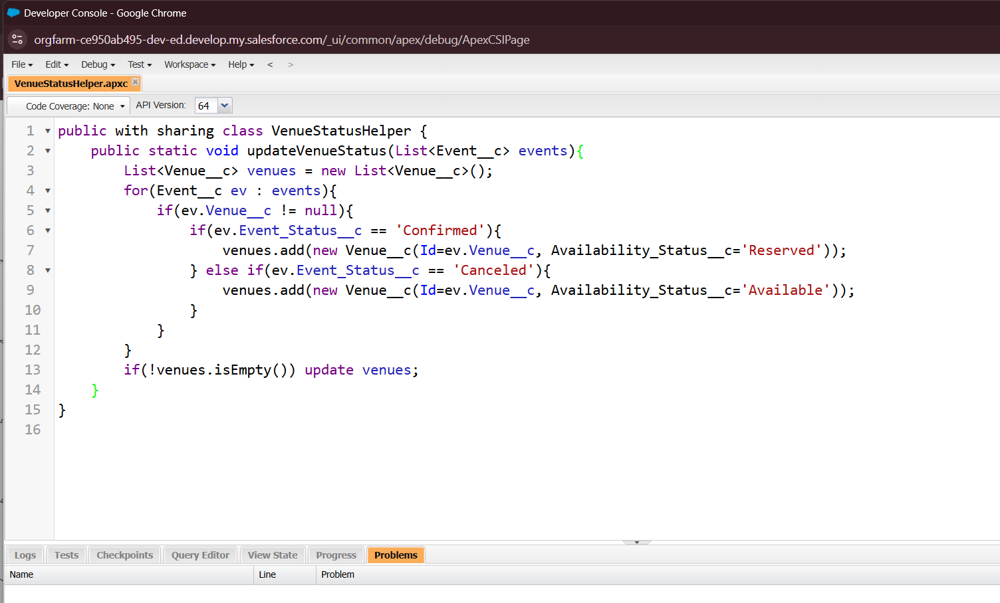 Developer Console - Google Chrome
orgfarm-ce950ab495-dev-ed.develop.my.salesforce.com/_ui/common/apex/debug/ApexCSIPage
File Edit Debug Test Workspace Help < >
VenueStatusHelper.apxc
Code Coverage: None API Version: 64
1 public with sharing class VenueStatusHelper {
2     public static void updateVenueStatus(List<Event__c> events){
3         List<Venue__c> venues = new List<Venue__c>();
4         for(Event__c ev : events){
5             if(ev.Venue__c != null){
6                 if(ev.Event_Status__c == 'Confirmed'){
7                     venues.add(new Venue__c(Id=ev.Venue__c, Availability_Status__c='Reserved'));
8                 } else if(ev.Event_Status__c == 'Canceled'){
9                     venues.add(new Venue__c(Id=ev.Venue__c, Availability_Status__c='Available'));
10                 }
11             }
12         }
13         if(!venues.isEmpty()) update venues;
14     }
15 }
16
Logs Tests Checkpoints Query Editor View State Progress Problems
Name Line Problem